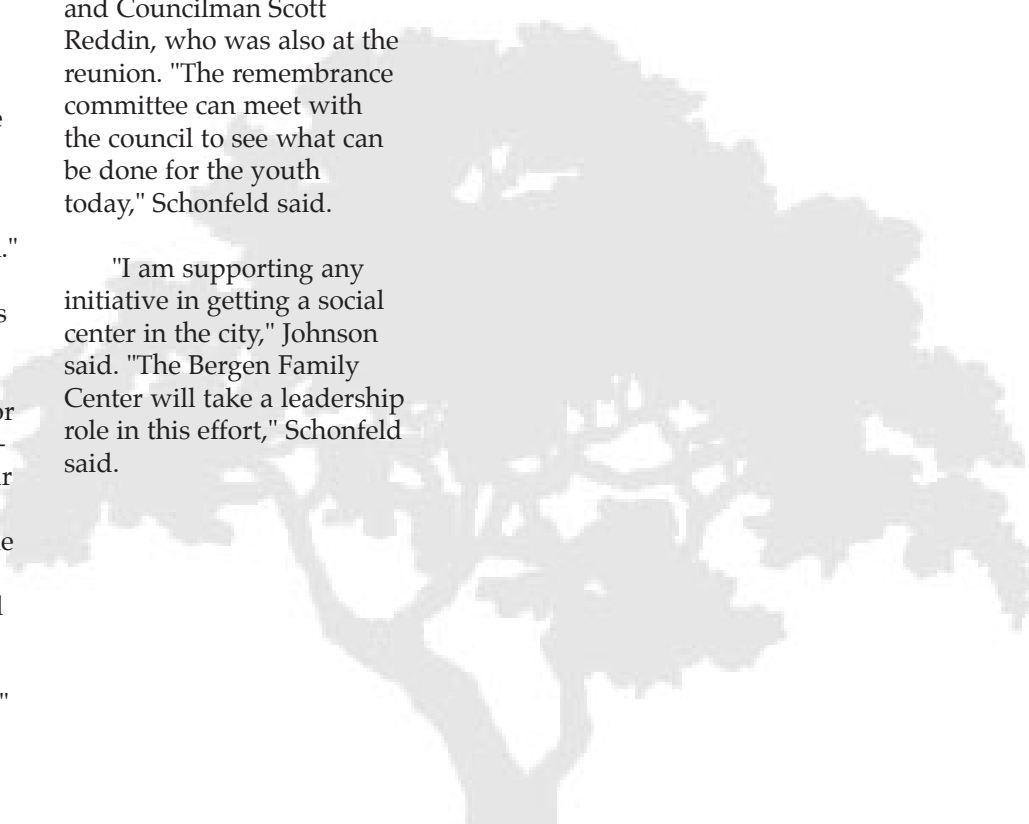 and Councilman Scott
Reddin, who was also at the
reunion. "The remembrance
committee can meet with
the council to see what can
be done for the youth
today," Schonfeld said.
"I am supporting any
initiative in getting a social
center in the city," Johnson
said. "The Bergen Family
Center will take a leadership
role in this effort," Schonfeld
said.